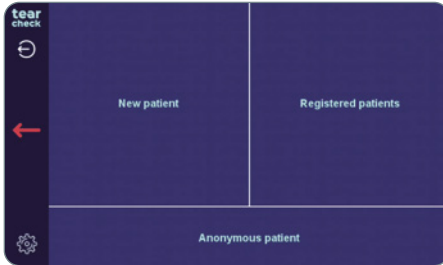 tear
check
New patient
Registered patients
Anonymous patient